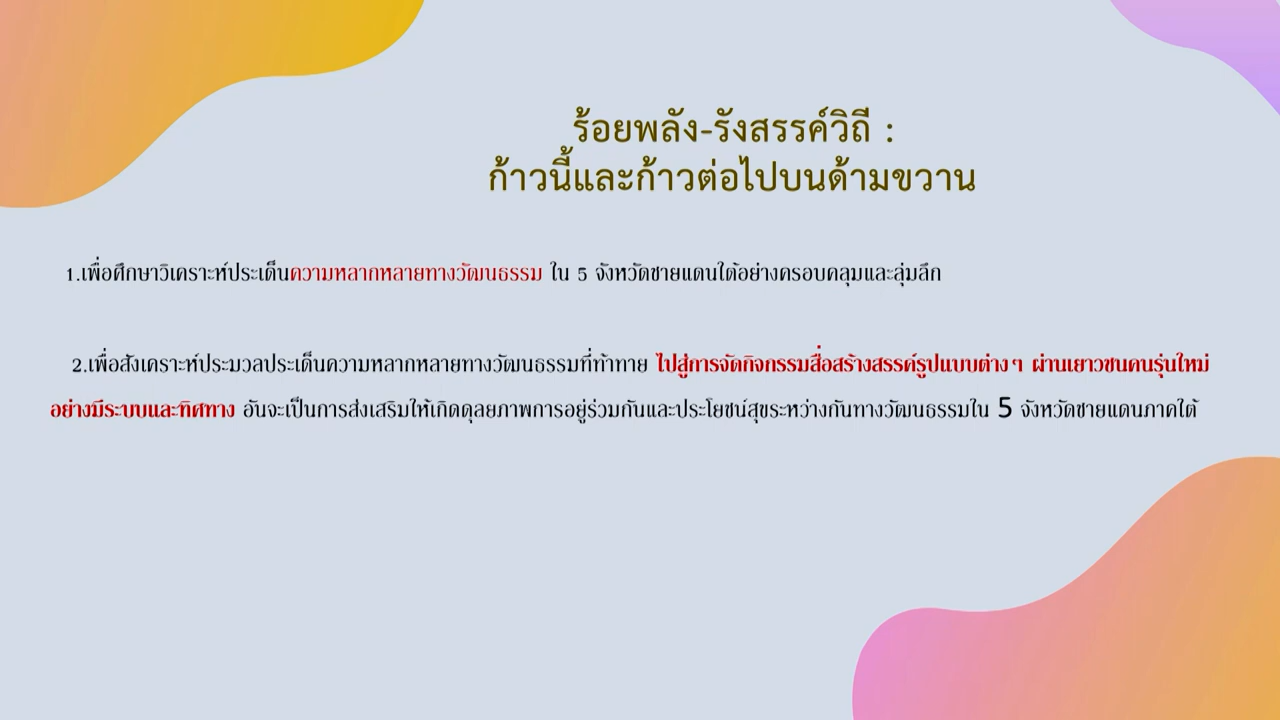 ร้อยพลัง-รังสรรค์วิถี :
ก้าวนี้และก้าวต่อไปบนด้ามขวาน
1.เพื่อศึกษาวิเคราะห์ประเด็นความหลากหลายทางวัฒนธรรม ใน 5 จังหวัดชายแดนใต้อย่างครอบคลุมและลุ่มลึก
2.เพื่อสังเคราะห์ประมวลประเด็นความหลากหลายทางวัฒนธรรมที่ท้าทาย ไปสู่การจัดกิจกรรมสื่อสร้างสรรค์รูปแบบต่างๆ ผ่านเยาวชนคนรุ่นใหม่
อย่างมีระบบและทิศทาง อันจะเป็นการส่งเสริมให้เกิดดุลยภาพการอยู่ร่วมกันและประโยชน์สุขระหว่างกันทางวัฒนธรรมใน 5 จังหวัดชายแดนภาคใต้